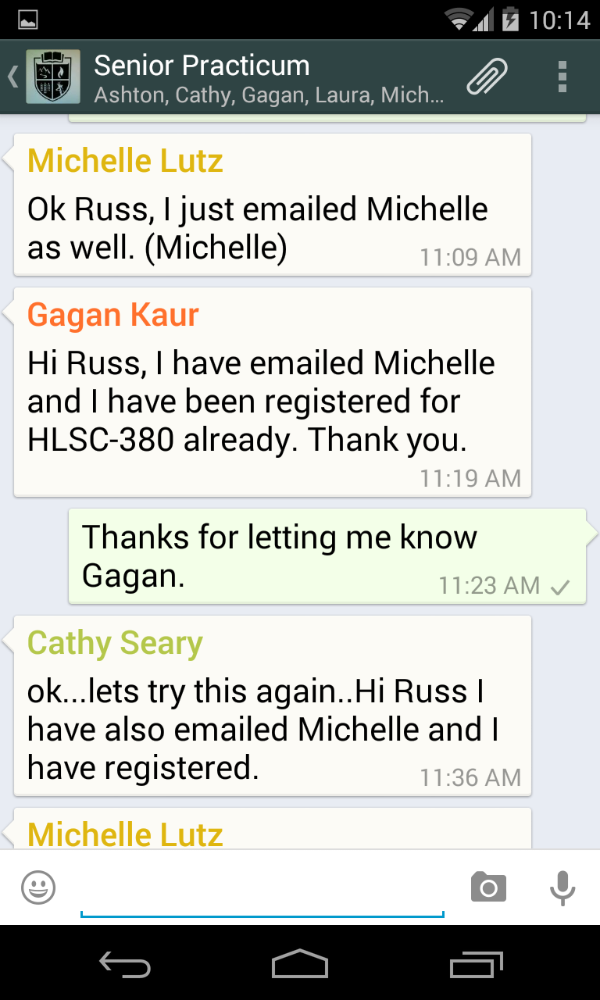 10:14
Senior Practicum
Ashton, Cathy, Gagan, Laura, Mich...
Michelle Lutz
Ok Russ, I just emailed Michelle
as well. (Michelle)
11:09 AM
Gagan Kaur
Hi Russ, I have emailed Michelle
and I have been registered for
HLSC-380 already. Thank you.
11:19 AM
Thanks for letting me know
Gagan.
11:23 AM
Cathy Seary
ok...lets try this again..Hi Russ I
have also emailed Michelle and I
have registered.
11:36 AM
Michelle Lutz